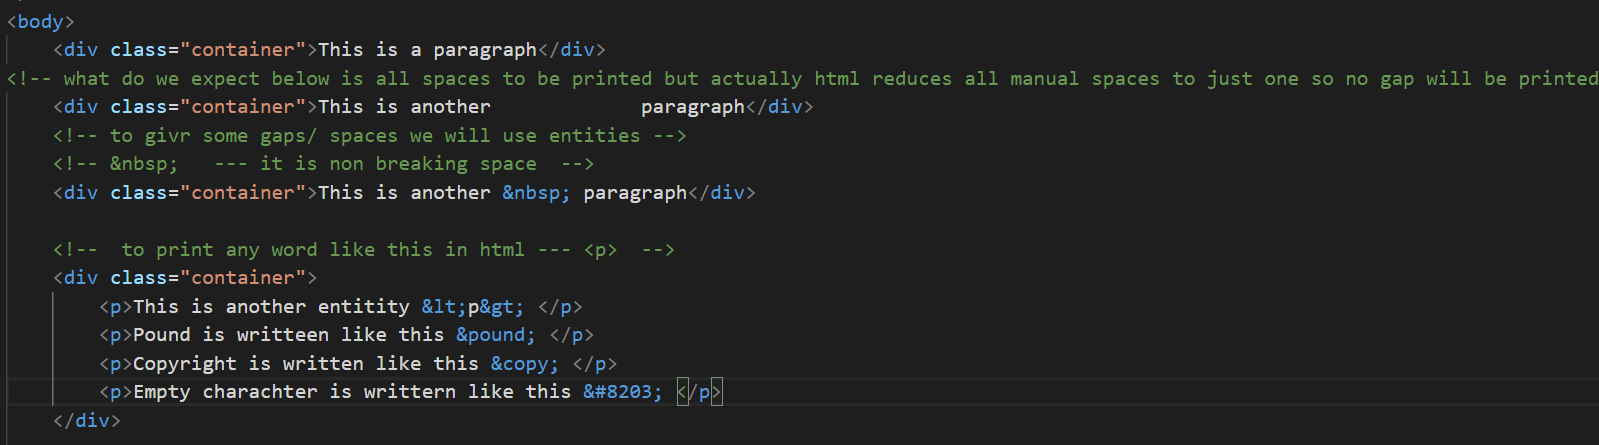 <body>
<div class="container">This is a paragraph</div>
<!-- what do we expect below is all spaces to be printed but actually html reduces all manual spaces to just one so no gap will be printed
<div class="container">This is another             paragraph</div>
<!-- to givr some gaps/ spaces we will use entities -->
<!-- &nbsp;   --- it is non breaking space  -->
<div class="container">This is another &nbsp; paragraph</div>
<!--  to print any word like this in html --- <p>  -->
<div class="container">
<p>This is another entitity &lt;p&gt; </p>
<p>Pound is writteen like this &pound; </p>
<p>Copyright is written like this &copy; </p>
<p>Empty charachter is writtern like this &#8203; </p>
</div>